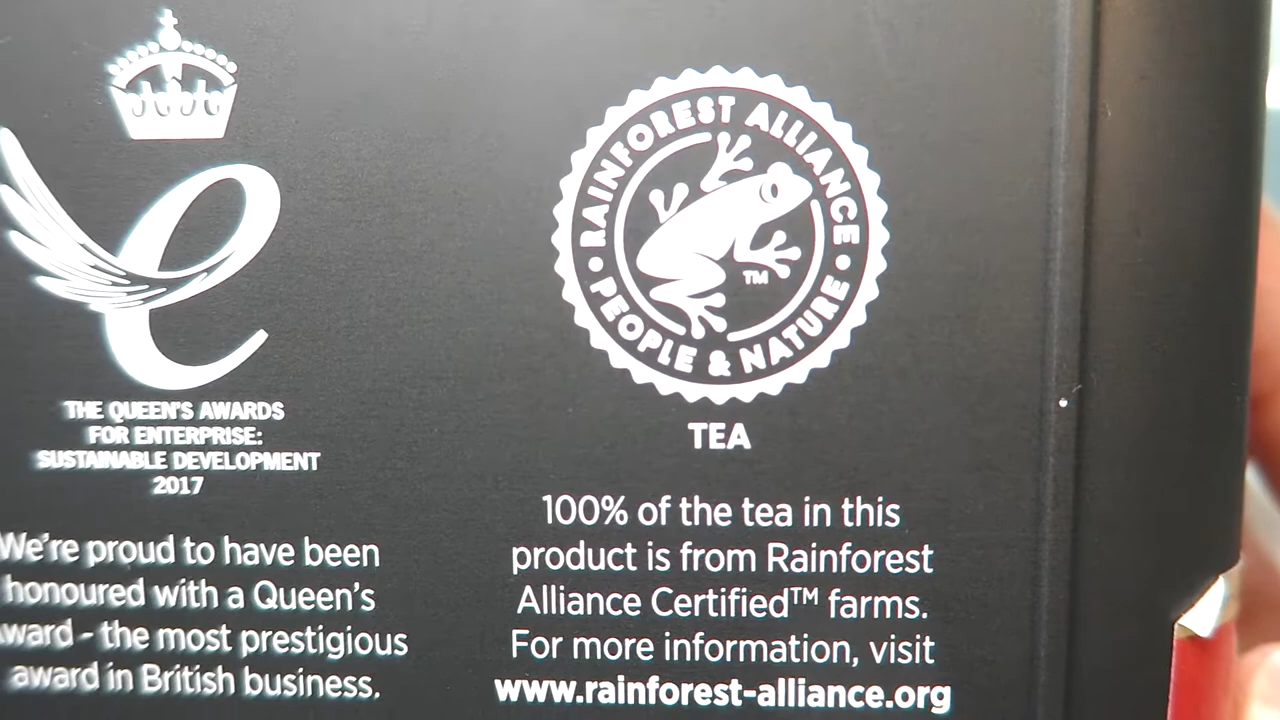 THE QUEEN'S AWARDS
FOR ENTERPRISE:
SUSTAINABLE DEVELOPMENT
2017
We're proud to have been
honoured with a Queen's
Award - the most prestigious
award in British business.
RAINFOREST ALLIANCE
• PEOPLE & NATURE •
TM
TEA
100% of the tea in this
product is from Rainforest
Alliance Certified™ farms.
For more information, visit
www.rainforest-alliance.org